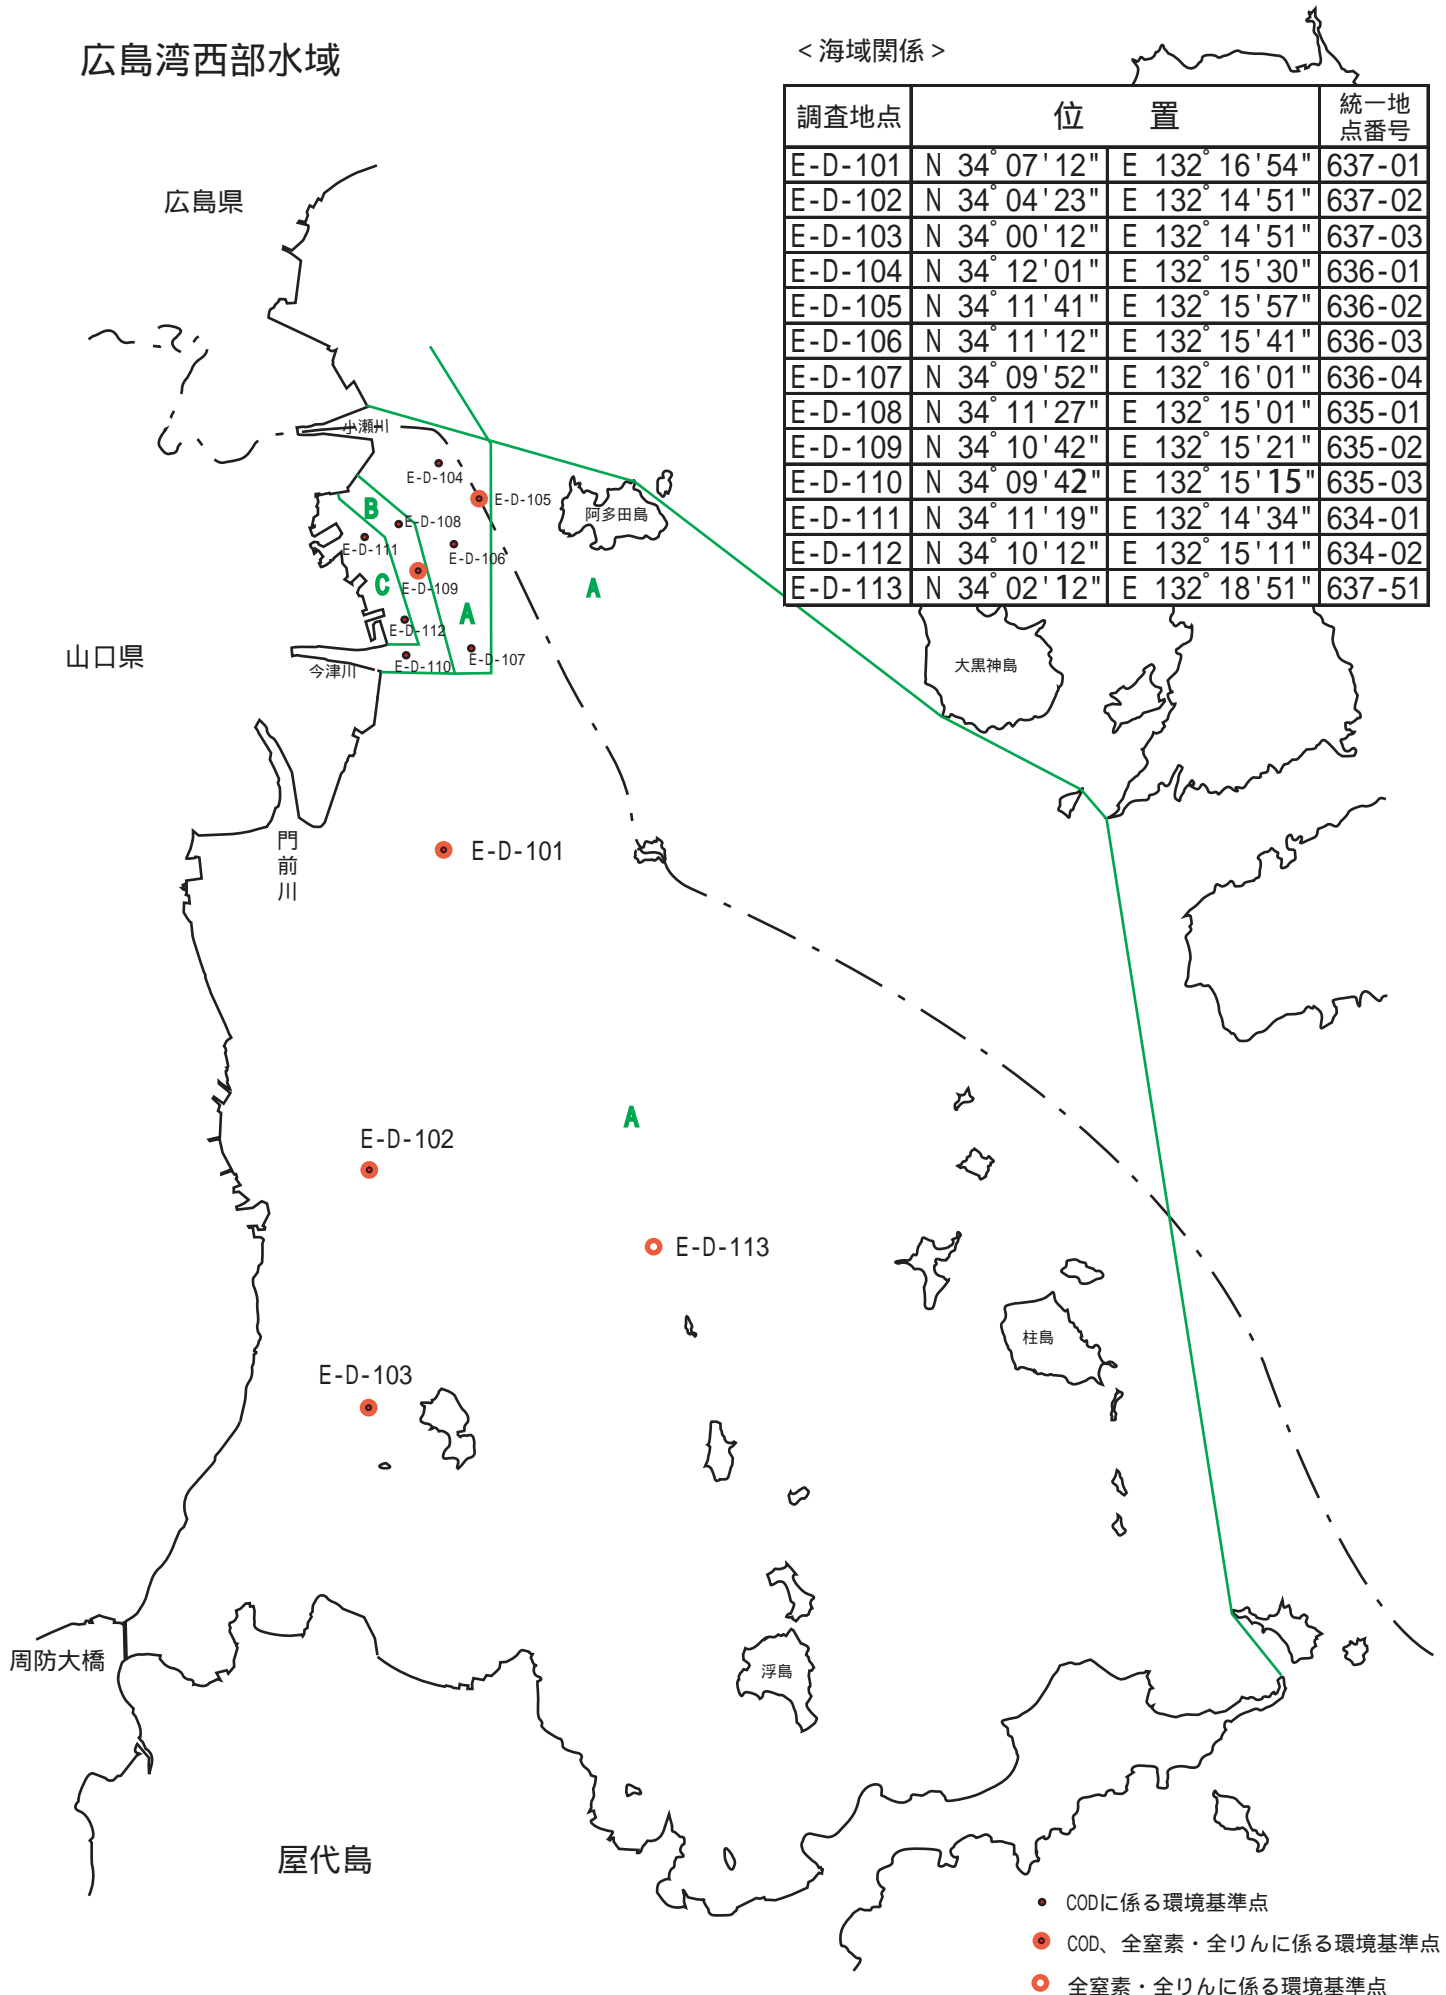 広島湾西部水域
＜海域関係＞
調査地点 位 置 統一地点番号
E-D-101 N 34°07'12" E 132°16'54" 637-01
E-D-102 N 34°04'23" E 132°14'51" 637-02
E-D-103 N 34°00'12" E 132°14'51" 637-03
E-D-104 N 34°12'01" E 132°15'30" 636-01
E-D-105 N 34°11'41" E 132°15'57" 636-02
E-D-106 N 34°11'12" E 132°15'41" 636-03
E-D-107 N 34°09'52" E 132°16'01" 636-04
E-D-108 N 34°11'27" E 132°15'01" 635-01
E-D-109 N 34°10'42" E 132°15'21" 635-02
E-D-110 N 34°09'42" E 132°15'15" 635-03
E-D-111 N 34°11'19" E 132°14'34" 634-01
E-D-112 N 34°10'12" E 132°15'11" 634-02
E-D-113 N 34°02'12" E 132°18'51" 637-51
広島県
小瀬川
E-D-104
E-D-105
阿多田島
B
E-D-108
E-D-111
E-D-106
C
E-D-109
A
A
E-D-112
山口県
今津川
E-D-110
E-D-107
大黒神島
門前川
E-D-101
A
E-D-102
E-D-113
柱島
E-D-103
周防大橋
浮島
屋代島
CODに係る環境基準点
COD、全窒素・全りんに係る環境基準点
全窒素・全りんに係る環境基準点